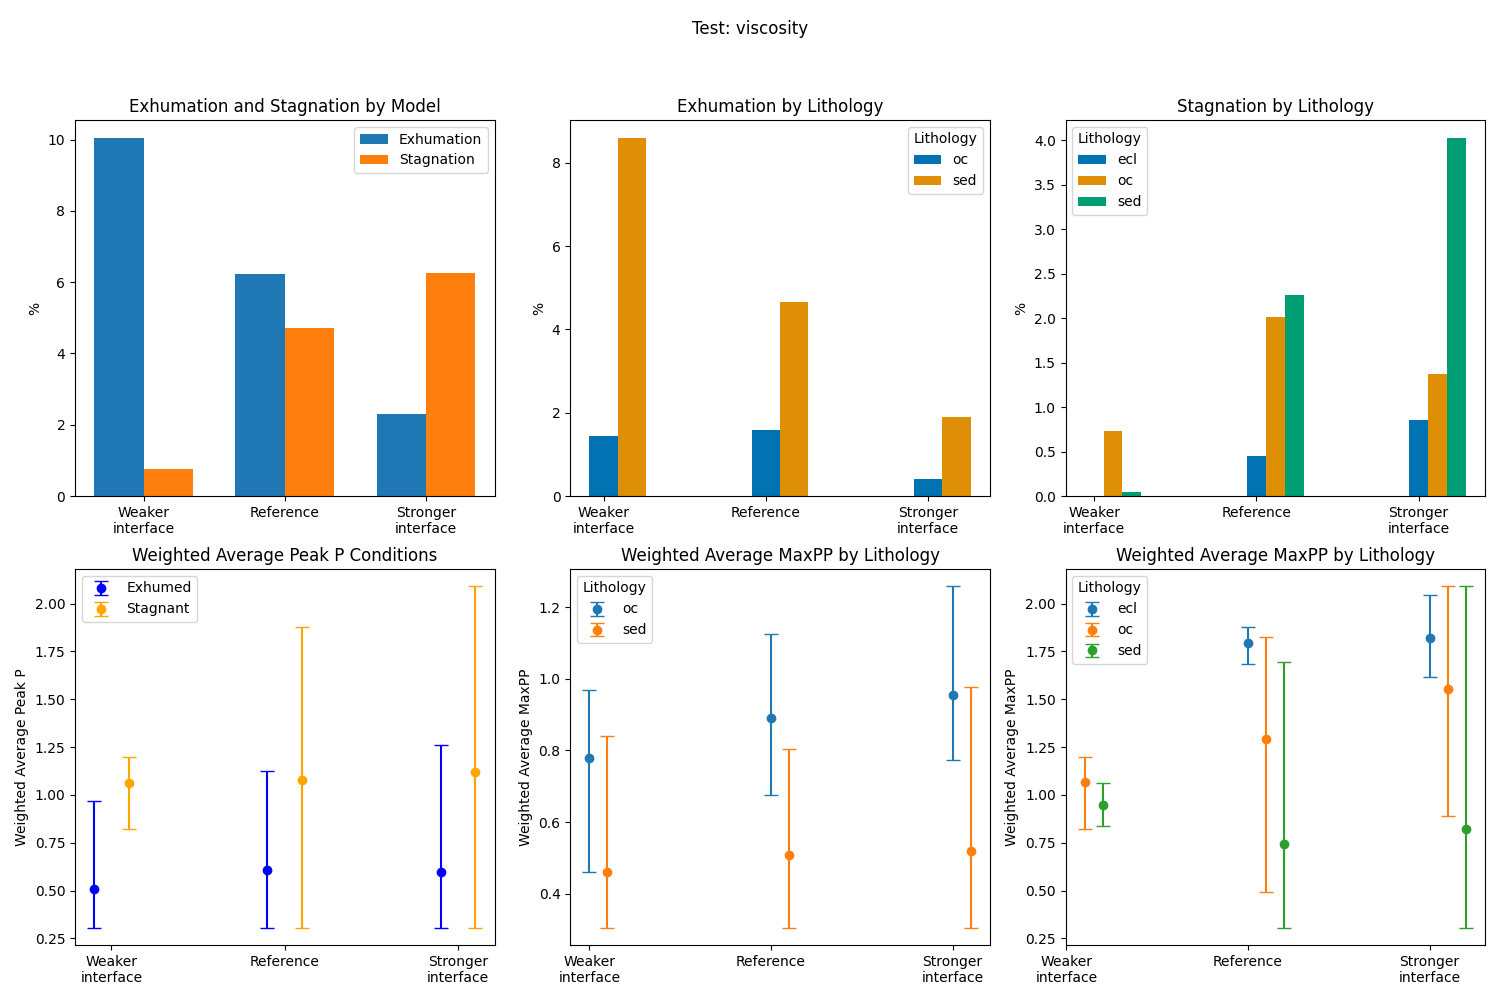 Test: viscosity
Exhumation and Stagnation by Model
%
10
8
6
4
2
0
Exhumation
Stagnation
Weaker
interface
Reference
Stronger
interface
Exhumation by Lithology
%
8
6
4
2
0
Lithology
oc
sed
Weaker
interface
Reference
Stronger
interface
Stagnation by Lithology
%
4.0
3.5
3.0
2.5
2.0
1.5
1.0
0.5
0.0
Lithology
ecl
oc
sed
Weaker
interface
Reference
Stronger
interface
Weighted Average Peak P Conditions
Weighted Average Peak P
2.00
1.75
1.50
1.25
1.00
0.75
0.50
0.25
Exhumed
Stagnant
Weaker
interface
Reference
Stronger
interface
Weighted Average MaxPP by Lithology
Weighted Average MaxPP
1.2
1.0
0.8
0.6
0.4
Lithology
oc
sed
Weaker
interface
Reference
Stronger
interface
Weighted Average MaxPP by Lithology
Weighted Average MaxPP
2.00
1.75
1.50
1.25
1.00
0.75
0.50
0.25
Lithology
ecl
oc
sed
Weaker
interface
Reference
Stronger
interface